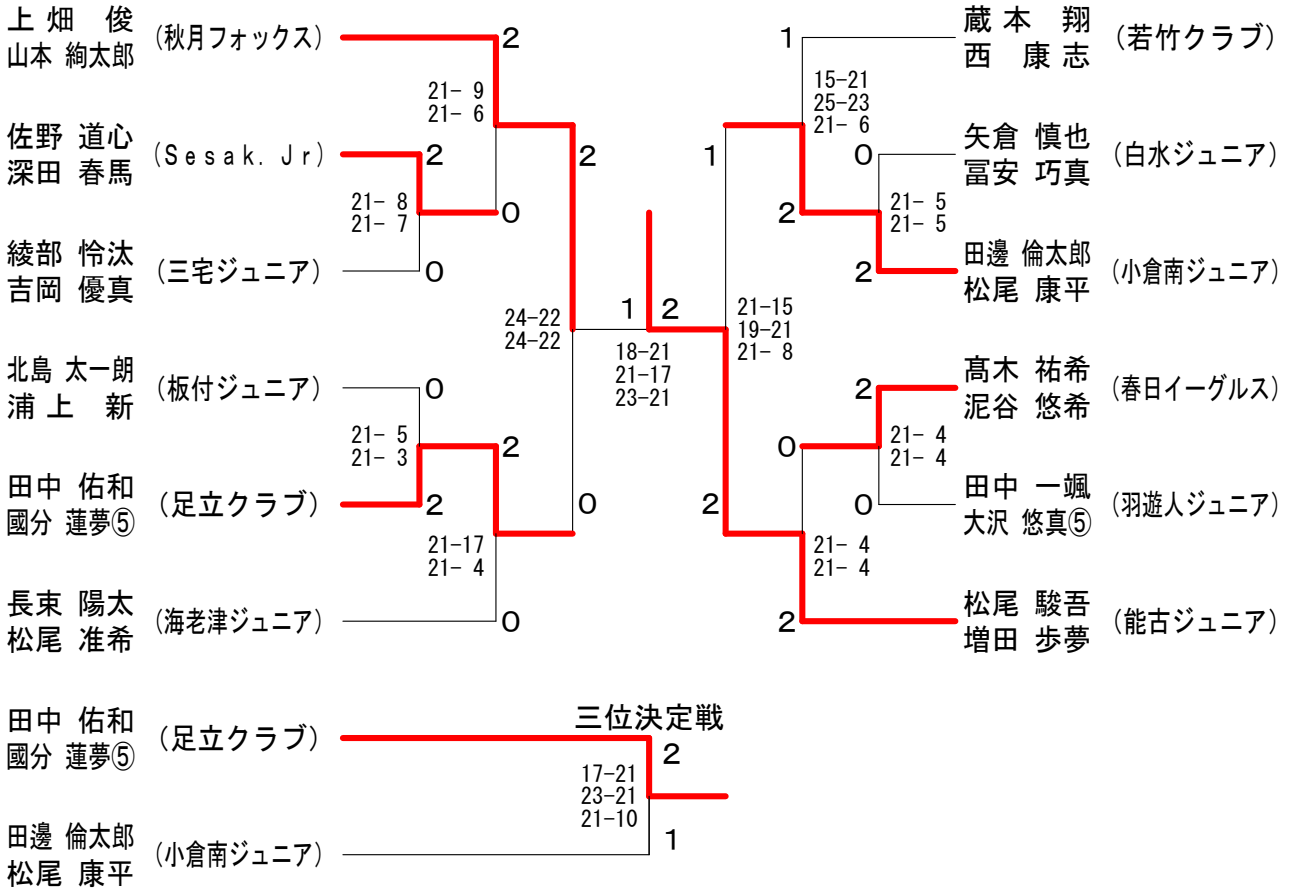 上畑 俊
山本 絢太郎
(秋月フォックス)
2
21- 9
21- 6
佐野 道心
深田 春馬
(Sesak. Jr)
2
21- 8
21- 7
0
綾部 怜汰
吉岡 優真
(三宅ジュニア)
0
2
24-22
24-22
北島 太一朗
浦上 新
(板付ジュニア)
0
21- 5
21- 3
2
田中 佑和
國分 蓮夢⑤
(足立クラブ)
2
21-17
21- 4
0
長束 陽太
松尾 准希
(海老津ジュニア)
0
1
2
18-21
21-17
23-21
1
蔵本 翔
西 康志
(若竹クラブ)
15-21
25-23
21- 6
1
0
矢倉 慎也
冨安 巧真
(白水ジュニア)
2
21- 5
21- 5
2
田邊 倫太郎
松尾 康平
(小倉南ジュニア)
21-15
19-21
21- 8
2
髙木 祐希
泥谷 悠希
(春日イーグルス)
0
21- 4
21- 4
2
0
田中 一颯
大沢 悠真⑤
(羽遊人ジュニア)
21- 4
21- 4
2
松尾 駿吾
増田 歩夢
(能古ジュニア)
三位決定戦
田中 佑和
國分 蓮夢⑤
(足立クラブ)
2
17-21
23-21
21-10
田邊 倫太郎
松尾 康平
(小倉南ジュニア)
1